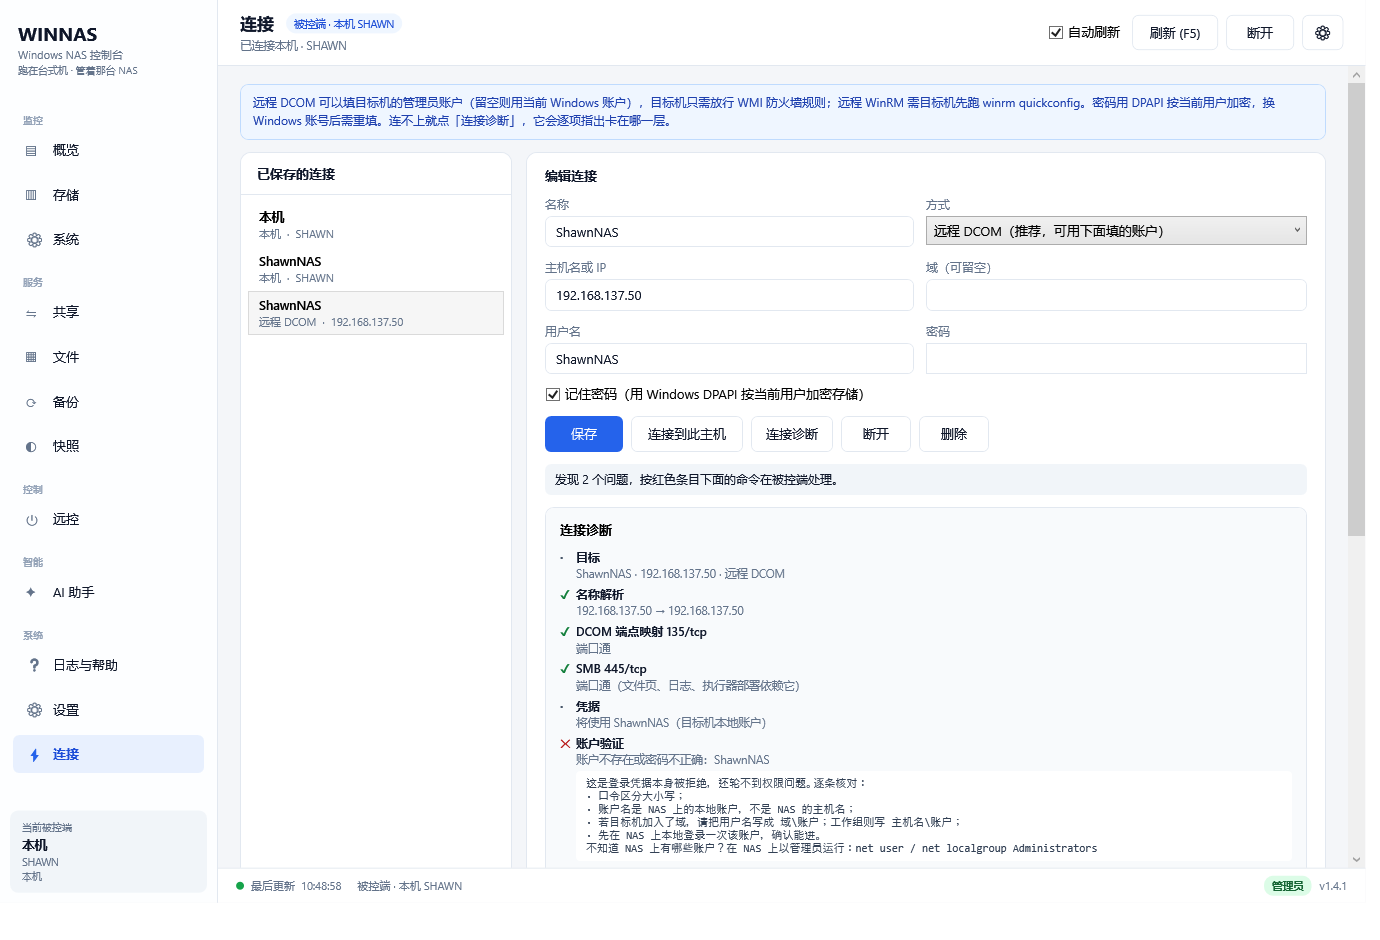 WINNAS
Windows NAS 控制台
跑在台式机 · 管着那台 NAS
监控
概览
存储
系统
服务
共享
文件
备份
快照
控制
远控
智能
AI 助手
系统
日志与帮助
设置
连接
当前被控端
本机
SHAWN
本机
连接
被控端 · 本机 SHAWN
已连接本机 · SHAWN
自动刷新
刷新 (F5)
断开
远程 DCOM 可以填目标机的管理员账户（留空则用当前 Windows 账户），目标机只需放行 WMI 防火墙规则；远程 WinRM 需目标机先跑 winrm quickconfig。密码用 DPAPI 按当前用户加密，换
Windows 账号后需重填。连不上就点「连接诊断」，它会逐项指出卡在哪一层。
已保存的连接
本机
本机 · SHAWN
ShawnNAS
本机 · SHAWN
ShawnNAS
远程 DCOM · 192.168.137.50
编辑连接
名称
方式
ShawnNAS
远程 DCOM（推荐，可用下面填的账户）
主机名或 IP
域（可留空）
192.168.137.50
用户名
密码
ShawnNAS
记住密码（用 Windows DPAPI 按当前用户加密存储）
保存
连接到此主机
连接诊断
断开
删除
发现 2 个问题，按红色条目下面的命令在被控端处理。
连接诊断
· 目标
ShawnNAS · 192.168.137.50 · 远程 DCOM
✓ 名称解析
192.168.137.50 → 192.168.137.50
✓ DCOM 端点映射 135/tcp
端口通
✓ SMB 445/tcp
端口通（文件页、日志、执行器部署依赖它）
· 凭据
将使用 ShawnNAS（目标机本地账户）
✕ 账户验证
账户不存在或密码不正确：ShawnNAS
这是登录凭据本身被拒绝，还轮不到权限问题。逐条核对：
· 口令区分大小写；
· 账户名是 NAS 上的本地账户，不是 NAS 的主机名；
· 若目标机加入了域，请把用户名写成 域\账户；工作组则写 主机名\账户；
· 先在 NAS 上本地登录一次该账户，确认能进。
不知道 NAS 上有哪些账户？在 NAS 上以管理员运行：net user / net localgroup Administrators
最后更新 10:48:58
被控端 · 本机 SHAWN
管理员
v1.4.1